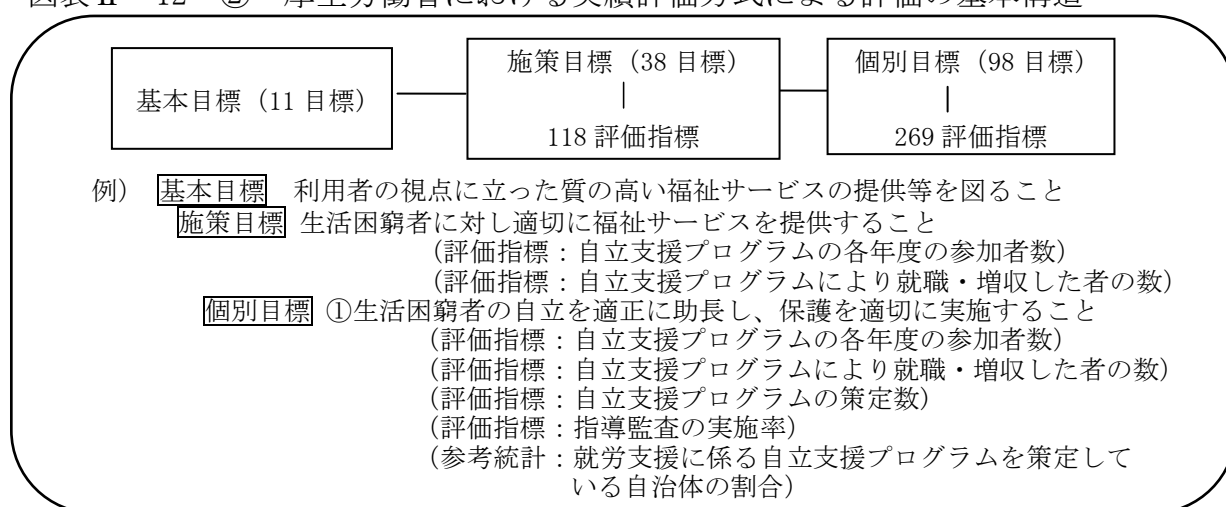 図表Ⅱ－12－② 厚生労働省における実績評価方式による評価の基本構造
基本目標（11 目標）
施策目標（38 目標）
118 評価指標
個別目標（98 目標）
269 評価指標
例） 基本目標 利用者の視点に立った質の高い福祉サービスの提供等を図ること
施策目標 生活困窮者に対し適切に福祉サービスを提供すること
（評価指標：自立支援プログラムの各年度の参加者数）
（評価指標：自立支援プログラムにより就職・増収した者の数）
個別目標 ①生活困窮者の自立を適正に助長し、保護を適切に実施すること
（評価指標：自立支援プログラムの各年度の参加者数）
（評価指標：自立支援プログラムにより就職・増収した者の数）
（評価指標：自立支援プログラムの策定数）
（評価指標：指導監査の実施率）
（参考統計：就労支援に係る自立支援プログラムを策定して
いる自治体の割合）